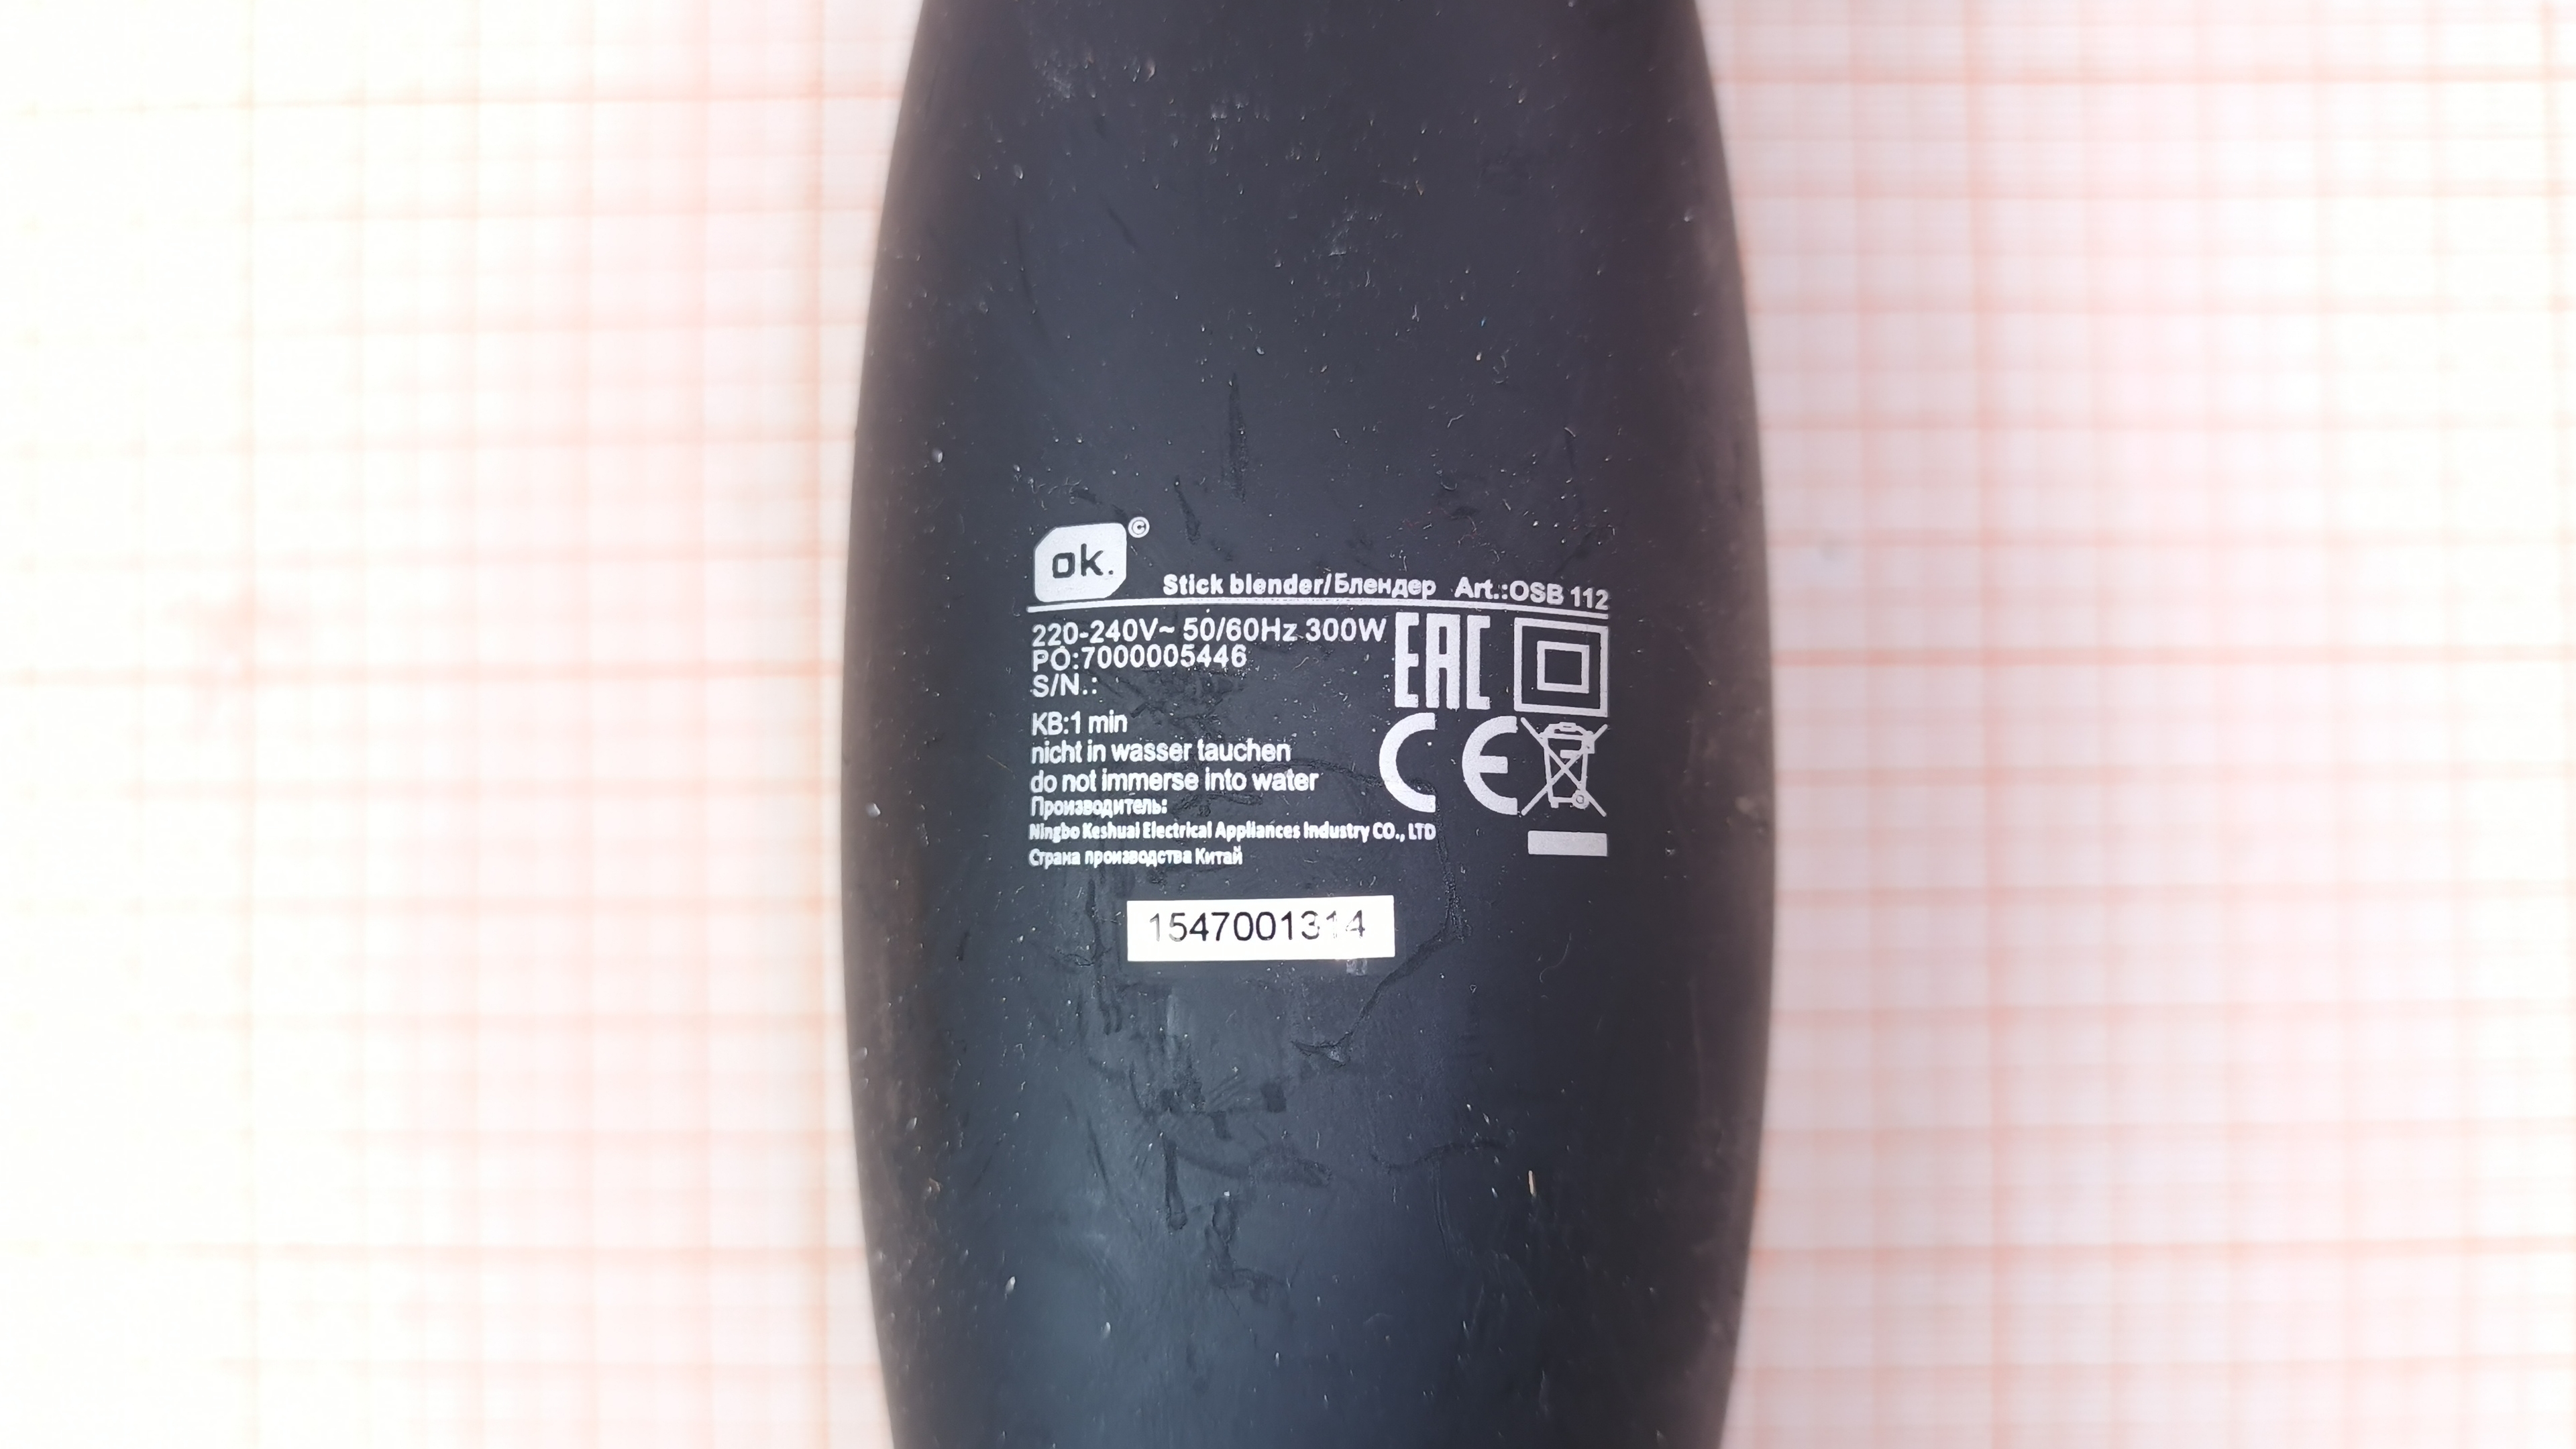 ok. ©
Stick blender/Блендер Art.:OSB 112
220-240V~ 50/60Hz 300W
PO:7000005446
S/N.:
EAC
KB:1 min
nicht in wasser tauchen
do not immerse into water
CE
Производитель:
Ningbo Keshuai Electrical Appliances Industry CO., LTD
Страна производства Китай
1547001314